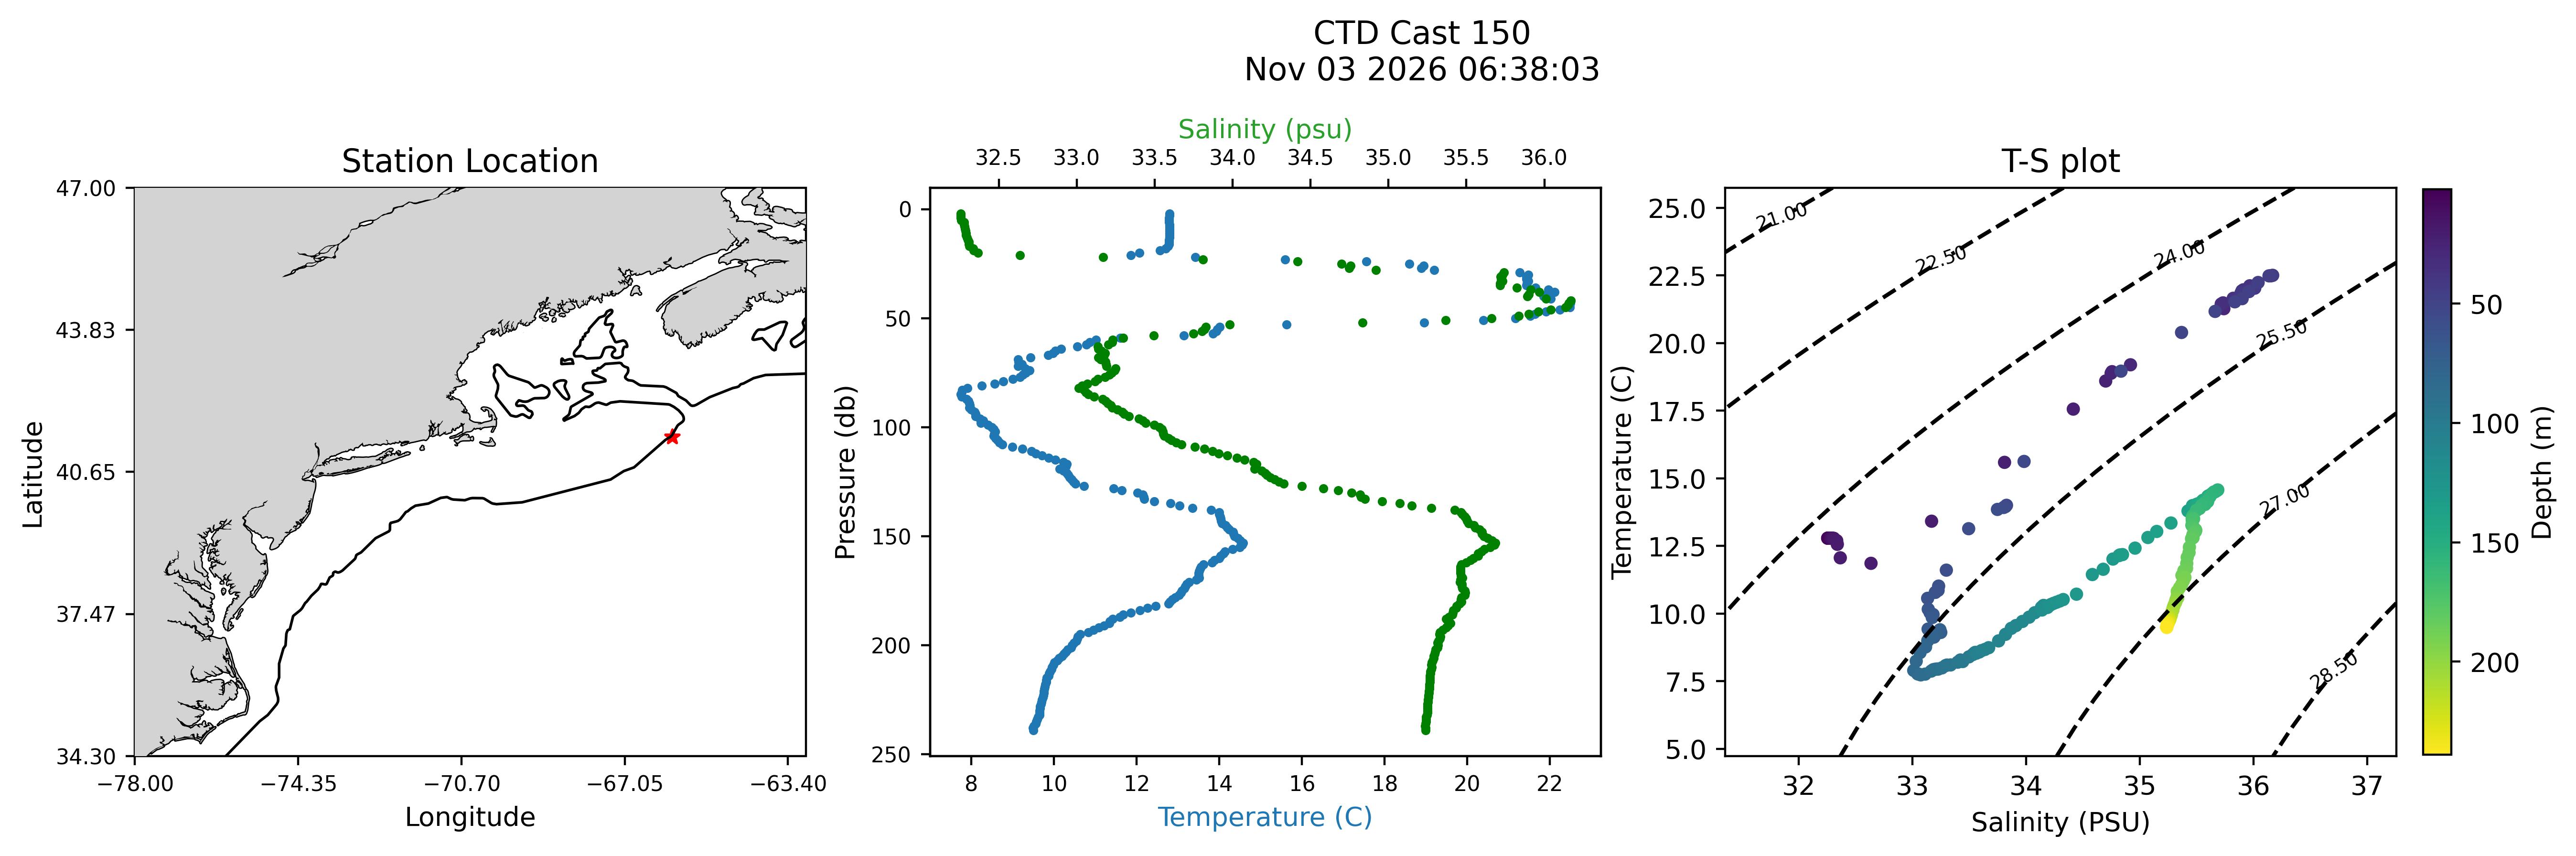 CTD Cast 150
Nov 03 2026 06:38:03
Station Location
47.00
43.83
40.65
37.47
34.30
Latitude
−78.00 −74.35 −70.70 −67.05 −63.40
Longitude
Salinity (psu)
32.5 33.0 33.5 34.0 34.5 35.0 35.5 36.0
0
50
100
150
200
250
Pressure (db)
8 10 12 14 16 18 20 22
Temperature (C)
T-S plot
25.0
22.5
20.0
17.5
15.0
12.5
10.0
7.5
5.0
Temperature (C)
21.00
22.50
24.00
25.50
27.00
28.50
32 33 34 35 36 37
Salinity (PSU)
50
100
150
200
Depth (m)